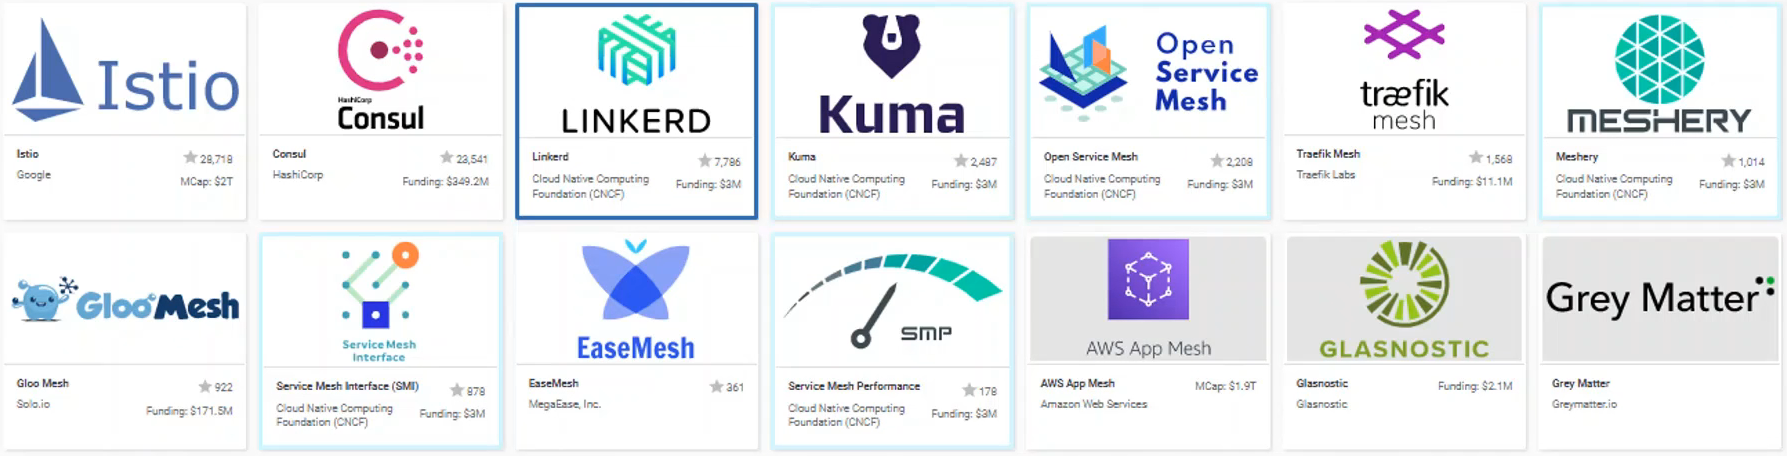 Istio
Istio
Google
28,718
MCap: $2T
HashiCorp
Consul
Consul
HashiCorp
23,541
Funding: $349.2M
LINKERD
Linkerd
Cloud Native Computing
Foundation (CNCF)
7,786
Funding: $3M
Kuma
Kuma
Cloud Native Computing
Foundation (CNCF)
2,487
Funding: $3M
Open
Service
Mesh
Open Service Mesh
Cloud Native Computing
Foundation (CNCF)
2,208
Funding: $3M
træfik
mesh
Traefik Mesh
Traefik Labs
1,568
Funding: $11.1M
MESHERY
Meshery
Cloud Native Computing
Foundation (CNCF)
1,014
Funding: $3M
Gloo Mesh
Gloo Mesh
Solo.io
922
Funding: $171.5M
Service Mesh
Interface
Service Mesh Interface (SMI)
Cloud Native Computing
Foundation (CNCF)
878
Funding: $3M
EaseMesh
EaseMesh
MegaEase, Inc.
361
SMP
Service Mesh Performance
Cloud Native Computing
Foundation (CNCF)
178
Funding: $3M
AWS App Mesh
AWS App Mesh
Amazon Web Services
MCap: $1.9T
GLASNOSTIC
Glasnostic
Glasnostic
Funding: $2.1M
Grey Matter
Grey Matter
Greymatter.io